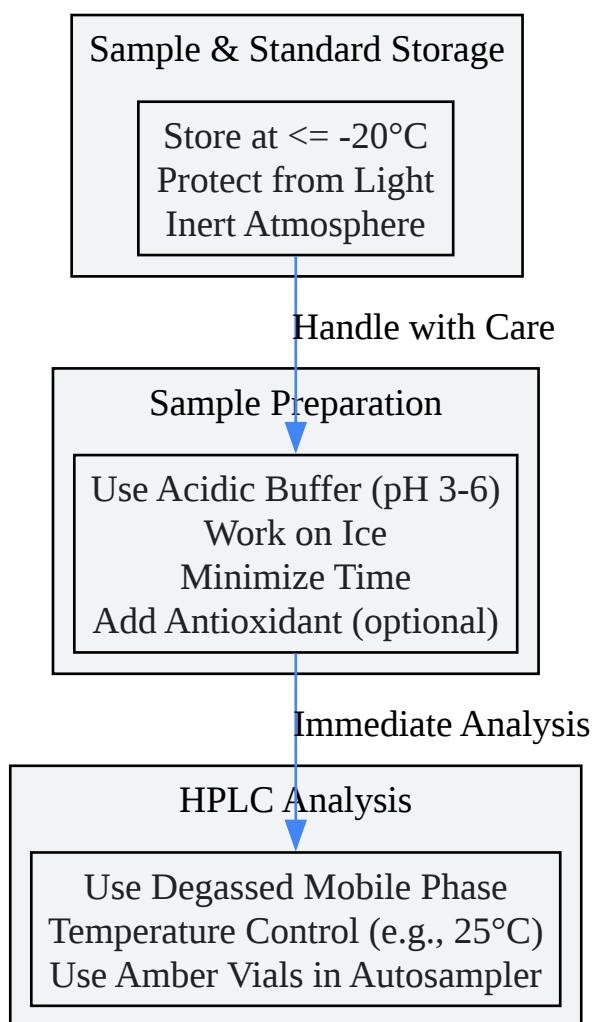 Sample & Standard Storage
Store at <= -20°C
Protect from Light
Inert Atmosphere
Handle with Care
Sample Preparation
Use Acidic Buffer (pH 3-6)
Work on Ice
Minimize Time
Add Antioxidant (optional)
Immediate Analysis
HPLC Analysis
Use Degassed Mobile Phase
Temperature Control (e.g., 25°C)
Use Amber Vials in Autosampler